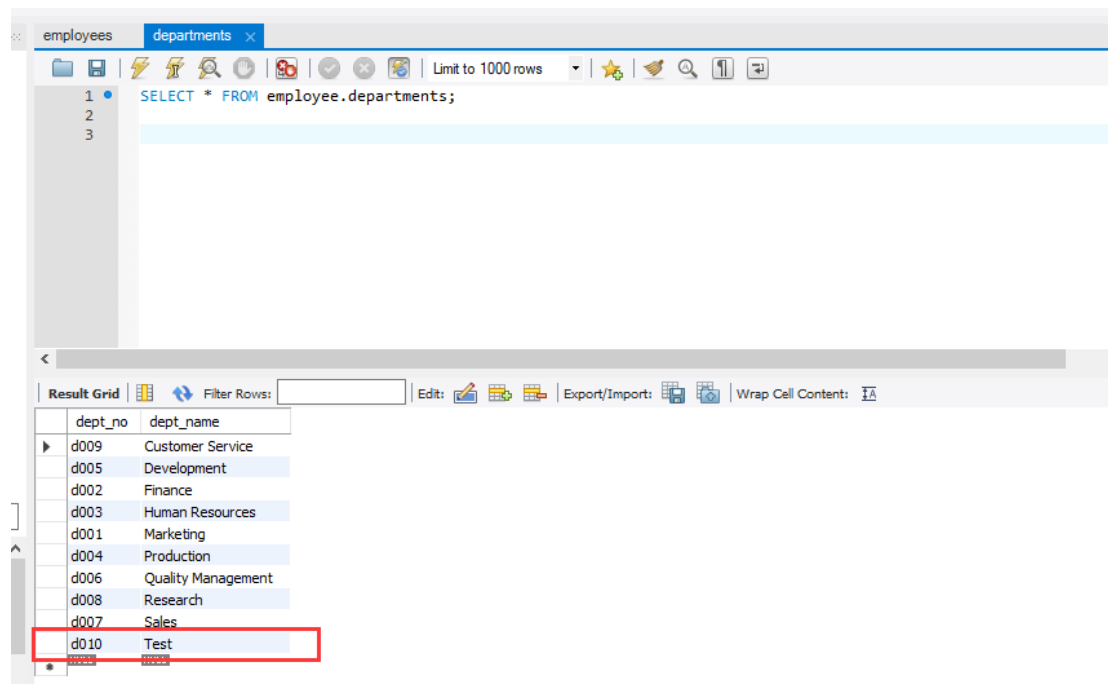 employees departments
Limit to 1000 rows
1 SELECT * FROM employee.departments;
2
3
Result Grid Filter Rows: Edit: Export/Import: Wrap Cell Content:
dept_no dept_name
d009 Customer Service
d005 Development
d002 Finance
d003 Human Resources
d001 Marketing
d004 Production
d006 Quality Management
d008 Research
d007 Sales
d010 Test